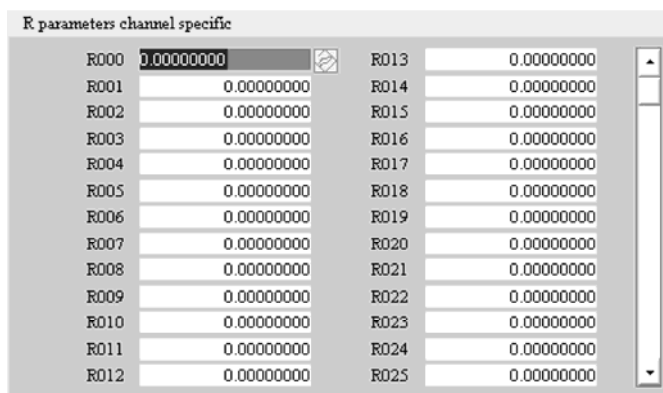 R parameters channel specific
R000 0.00000000 R013 0.00000000
R001 0.00000000 R014 0.00000000
R002 0.00000000 R015 0.00000000
R003 0.00000000 R016 0.00000000
R004 0.00000000 R017 0.00000000
R005 0.00000000 R018 0.00000000
R006 0.00000000 R019 0.00000000
R007 0.00000000 R020 0.00000000
R008 0.00000000 R021 0.00000000
R009 0.00000000 R022 0.00000000
R010 0.00000000 R023 0.00000000
R011 0.00000000 R024 0.00000000
R012 0.00000000 R025 0.00000000